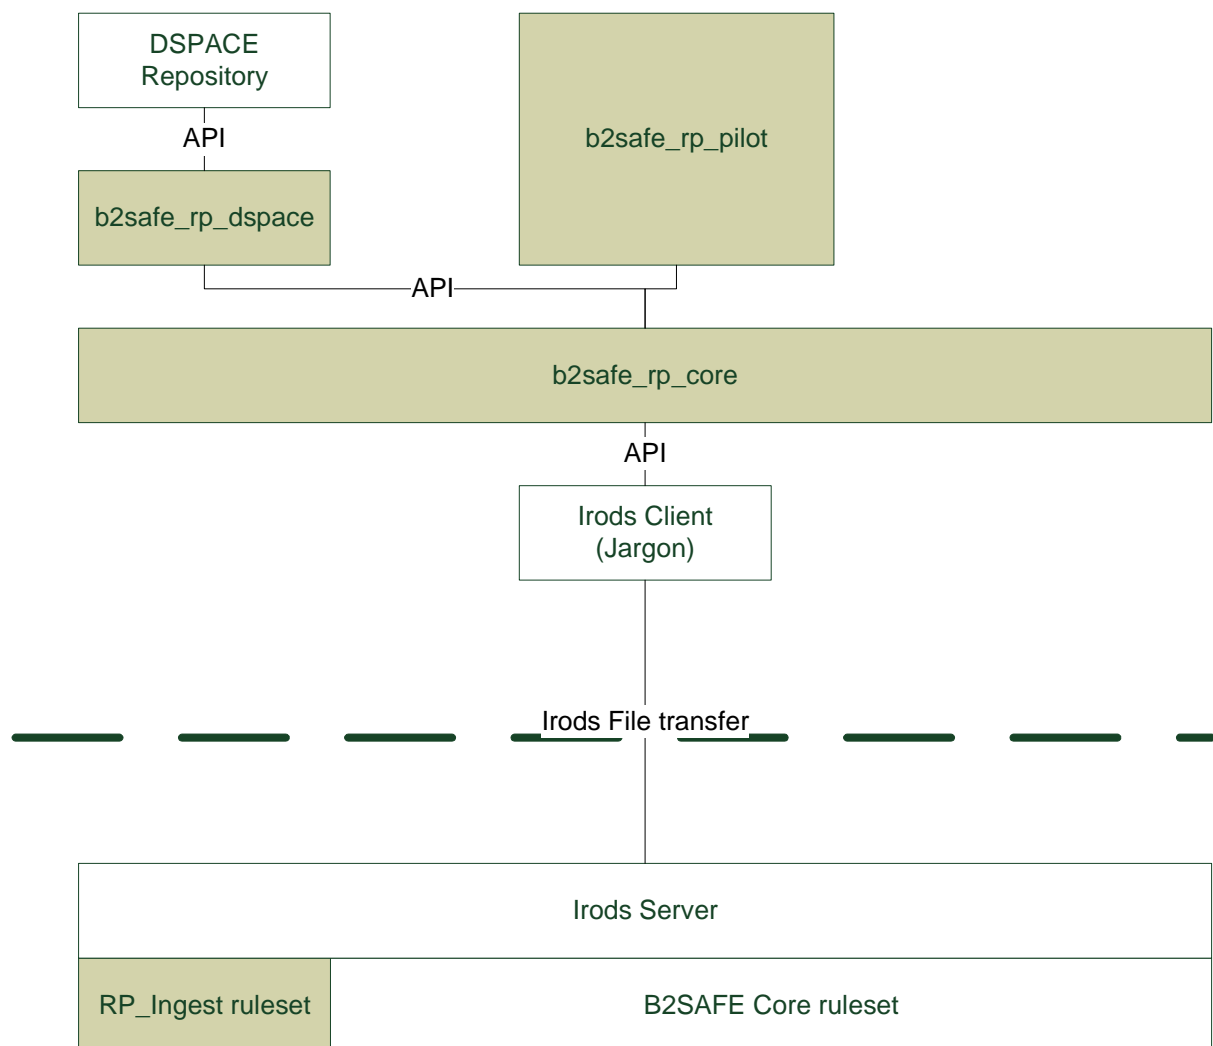 DSPACE
Repository
b2safe_rp_pilot
API
b2safe_rp_dspace
API
b2safe_rp_core
API
Irods Client
(Jargon)
Irods File transfer
Irods Server
RP_Ingest ruleset
B2SAFE Core ruleset